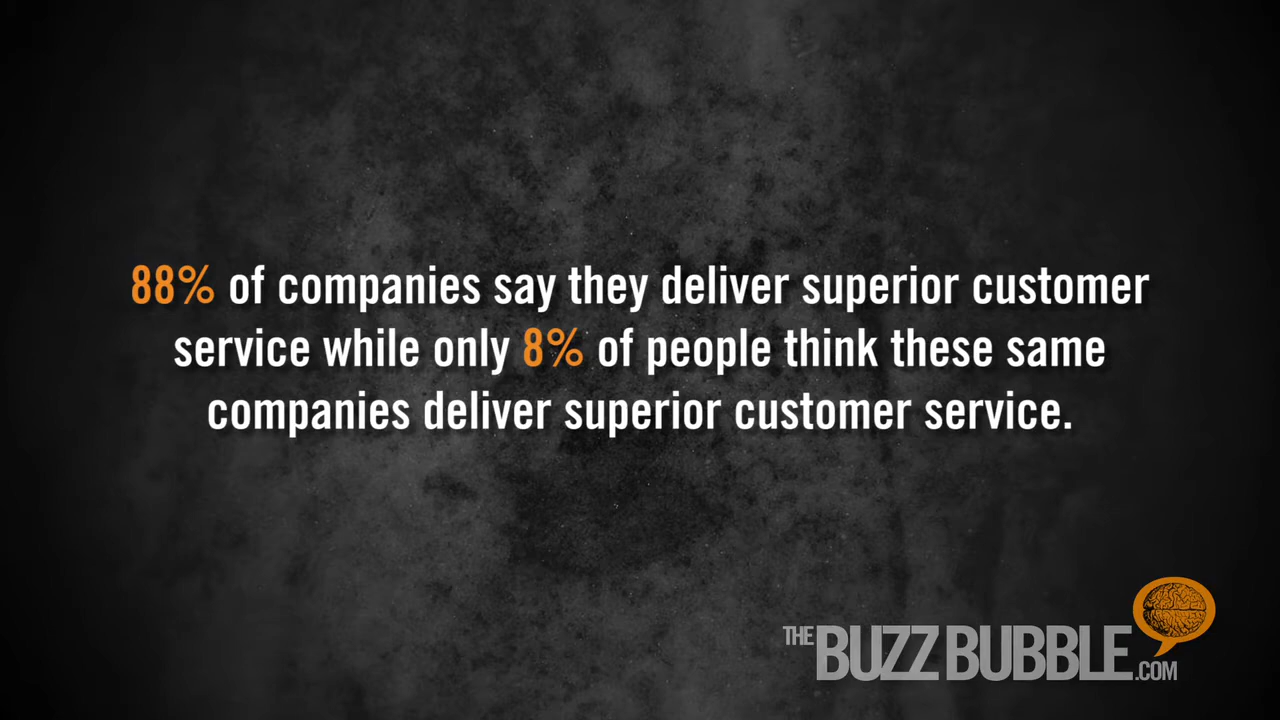 88% of companies say they deliver superior customer
service while only 8% of people think these same
companies deliver superior customer service.
THE BUZZ BUBBLE.COM